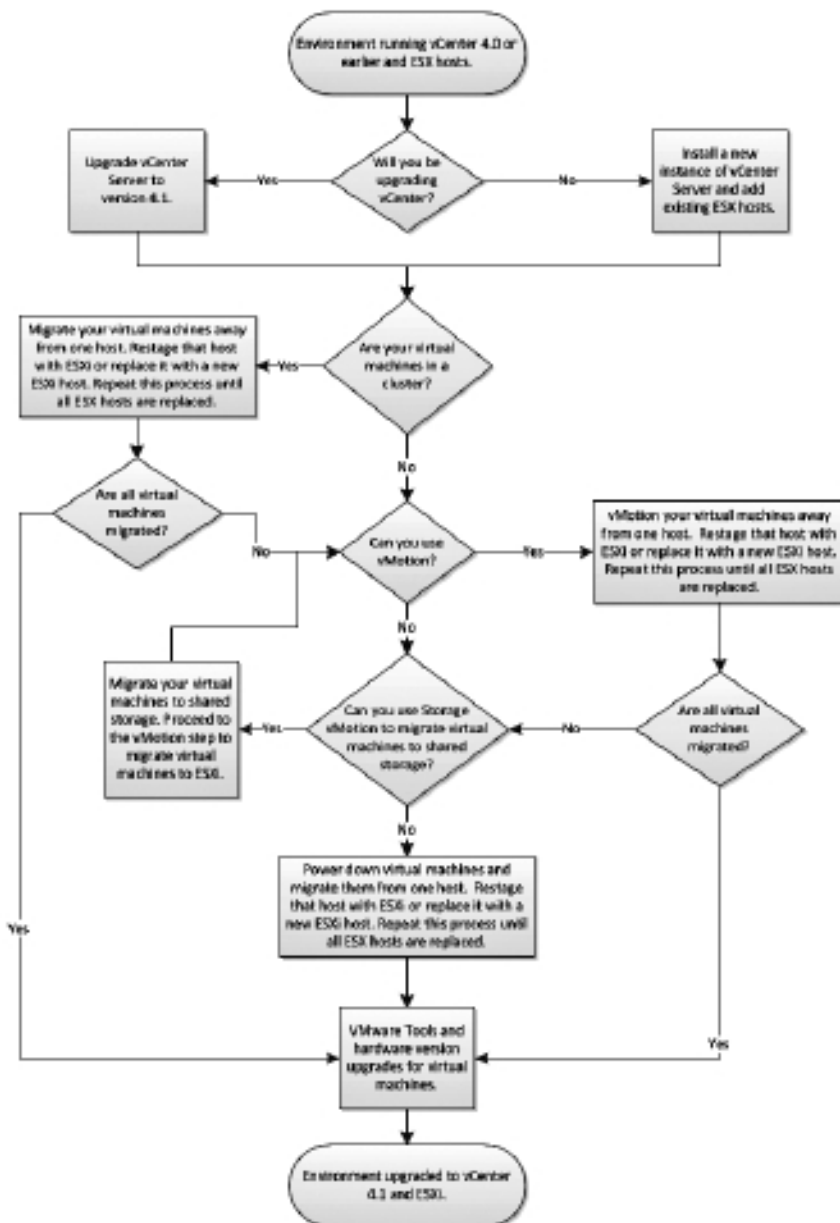 Environment running vCenter 4.0 or
earlier and ESX hosts.
Upgrade vCenter
Server to
version 4.1.
Yes
Will you be
upgrading
vCenter?
No
Install a new
instance of vCenter
Server and add
existing ESX hosts.
Migrate your virtual machines away
from one host. Restage that host
with ESXi or replace it with a new
ESXi host. Repeat this process until
all ESX hosts are replaced.
Yes
Are your virtual
machines in a
cluster?
No
Are all virtual
machines
migrated?
No
Can you use
vMotion?
Yes
vMotion your virtual machines away
from one host. Restage that host with
ESXi or replace it with a new ESXi host.
Repeat this process until all ESX hosts
are replaced.
No
Migrate your virtual
machines to shared
storage. Proceed to
the vMotion step to
migrate virtual
machines to ESXi.
Yes
Can you use Storage
vMotion to migrate virtual
machines to shared
storage?
No
Are all virtual
machines
migrated?
No
Power down virtual machines and
migrate them from one host. Restage
that host with ESXi or replace it with a
new ESXi host. Repeat this process until
all ESX hosts are replaced.
Yes
VMware Tools and
hardware version
upgrades for virtual
machines.
Yes
Environment upgraded to vCenter
4.1 and ESXi.